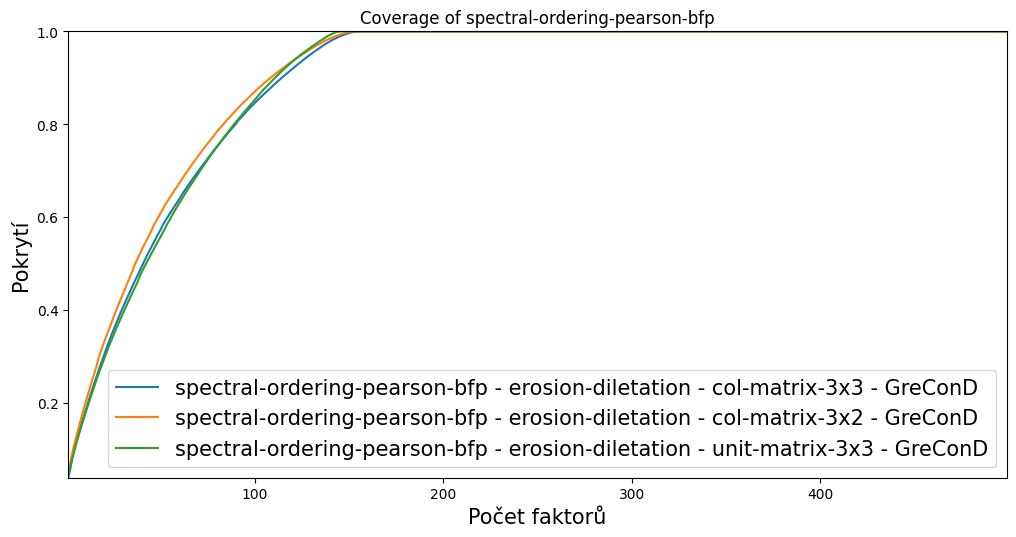 Coverage of spectral-ordering-pearson-bfp
1.0
0.8
0.6
0.4
0.2
Pokrytí
spectral-ordering-pearson-bfp - erosion-diletation - col-matrix-3x3 - GreConD
spectral-ordering-pearson-bfp - erosion-diletation - col-matrix-3x2 - GreConD
spectral-ordering-pearson-bfp - erosion-diletation - unit-matrix-3x3 - GreConD
100 200 300 400
Počet faktorů